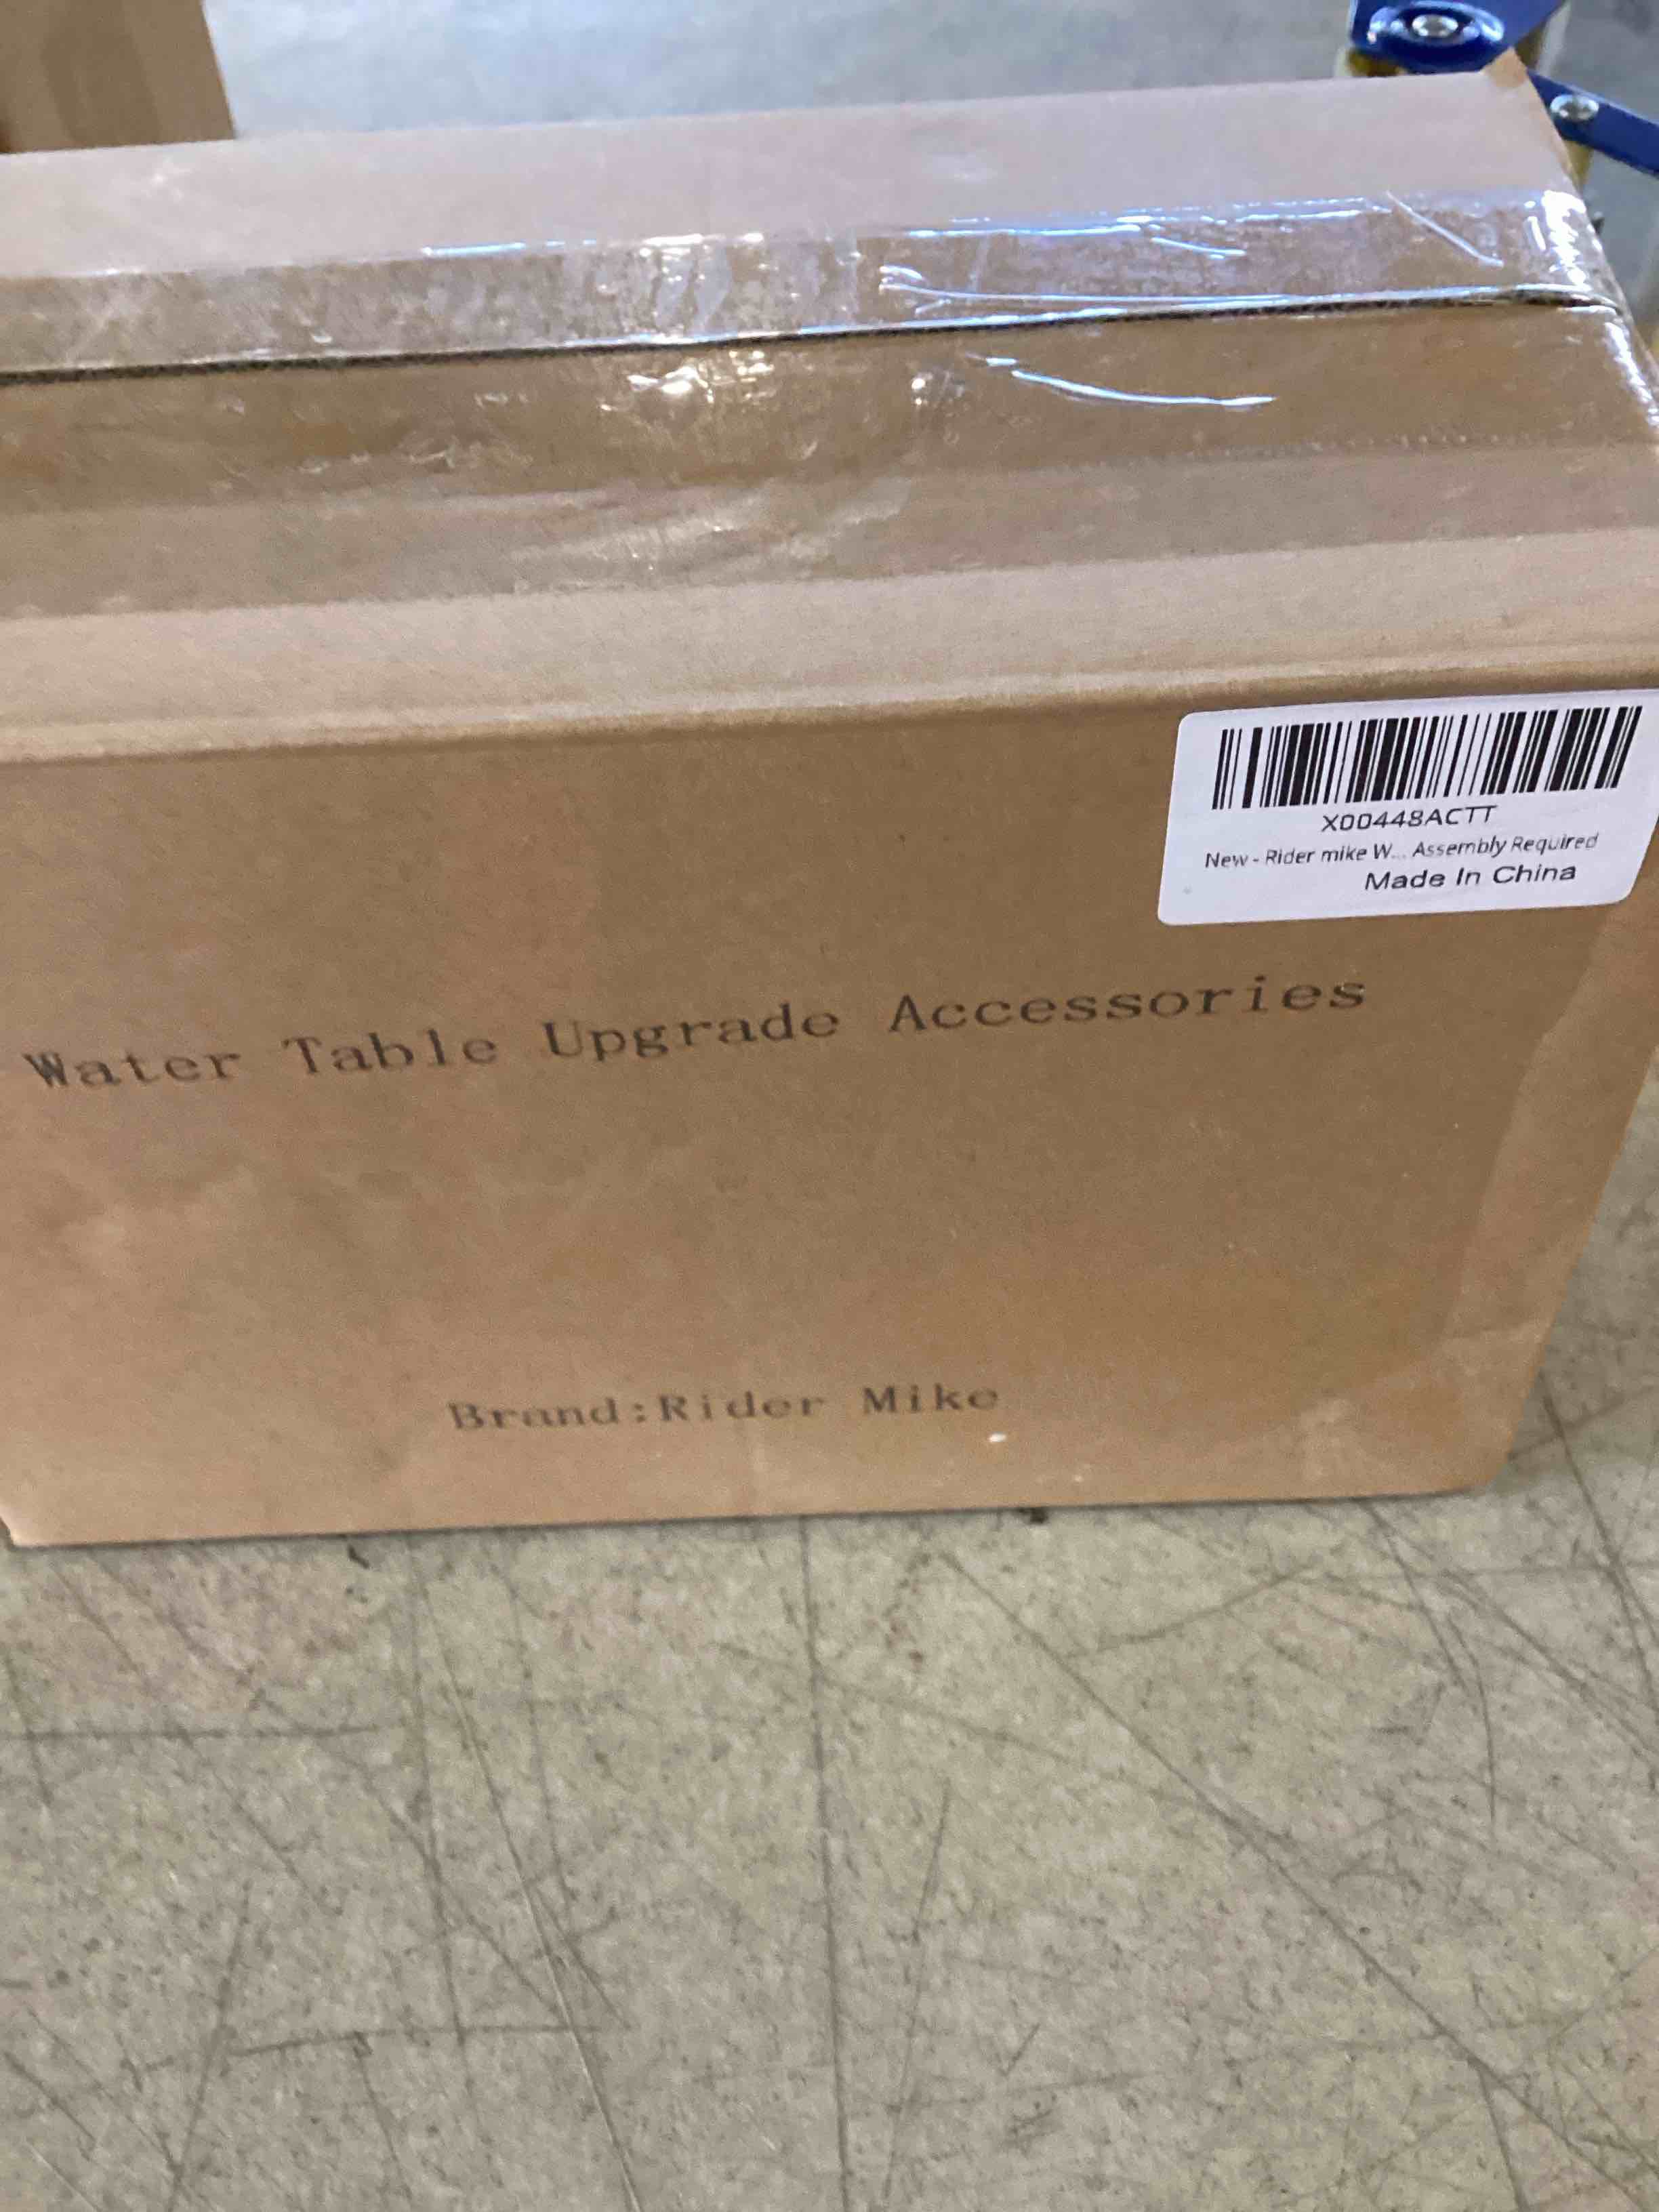 X00448ACTT
New - Rider mike W... Assembly Required
Made In China
Water Table Upgrade Accessories
Brand:Rider Mike